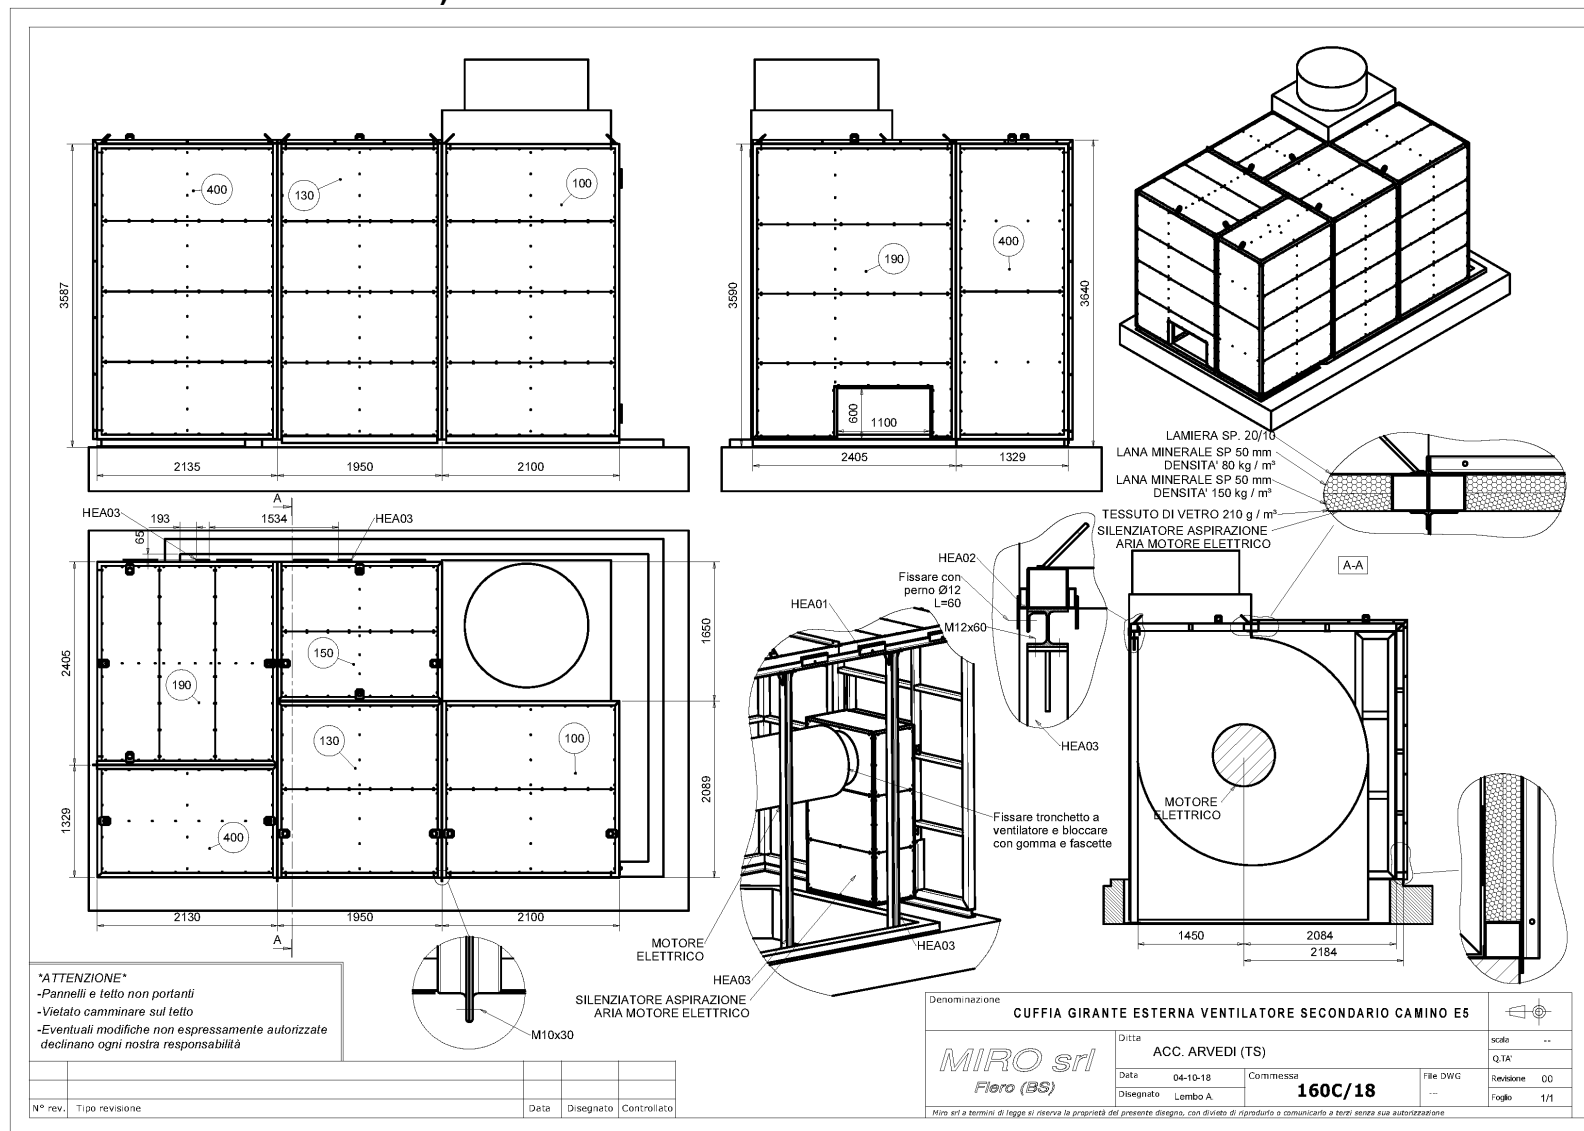 400
130
100
3587
2135
1950
2100
190
400
3590
3640
600
1100
2405
1329
LAMIERA SP. 20/10
LANA MINERALE SP 50 mm
DENSITA' 80 kg / m³
LANA MINERALE SP 50 mm
DENSITA' 150 kg / m³
TESSUTO DI VETRO 210 g / m³
SILENZIATORE ASPIRAZIONE
ARIA MOTORE ELETTRICO
A-A
A
HEA03
193
1534
HEA03
65
2405
1329
190
150
130
100
400
1650
2089
2130
1950
2100
A
M10x30
HEA01
HEA02
Fissare con
perno Ø12
L=60
M12x60
HEA03
Fissare tronchetto a
ventilatore e bloccare
con gomma e fascette
MOTORE
ELETTRICO
HEA03
HEA03
SILENZIATORE ASPIRAZIONE
ARIA MOTORE ELETTRICO
MOTORE
ELETTRICO
1450
2084
2184
*ATTENZIONE*
-Pannelli e tetto non portanti
-Vietato camminare sul tetto
-Eventuali modifiche non espressamente autorizzate
declinano ogni nostra responsabilità
N° rev. Tipo revisione Data Disegnato Controllato
Denominazione
CUFFIA GIRANTE ESTERNA VENTILATORE SECONDARIO CAMINO E5
MIRO srl
Flero (BS)
Ditta
ACC. ARVEDI (TS)
Data 04-10-18
Disegnato Lembo A.
Commessa
160C/18
File DWG
---
scala --
Q.TA'
Revisione 00
Foglio 1/1
Miro srl a termini di legge si riserva la proprietà del presente disegno, con divieto di riprodurlo o comunicarlo a terzi senza sua autorizzazione